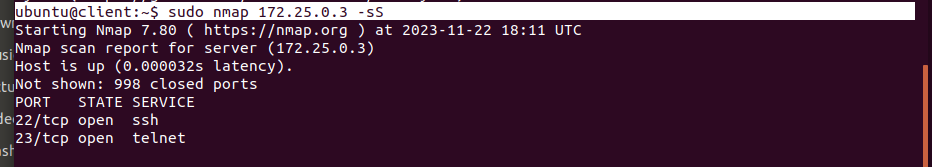 ubuntu@client:~$ sudo nmap 172.25.0.3 -sS
Starting Nmap 7.80 ( https://nmap.org ) at 2023-11-22 18:11 UTC
Nmap scan report for server (172.25.0.3)
Host is up (0.000032s latency).
Not shown: 998 closed ports
PORT   STATE SERVICE
22/tcp open  ssh
23/tcp open  telnet